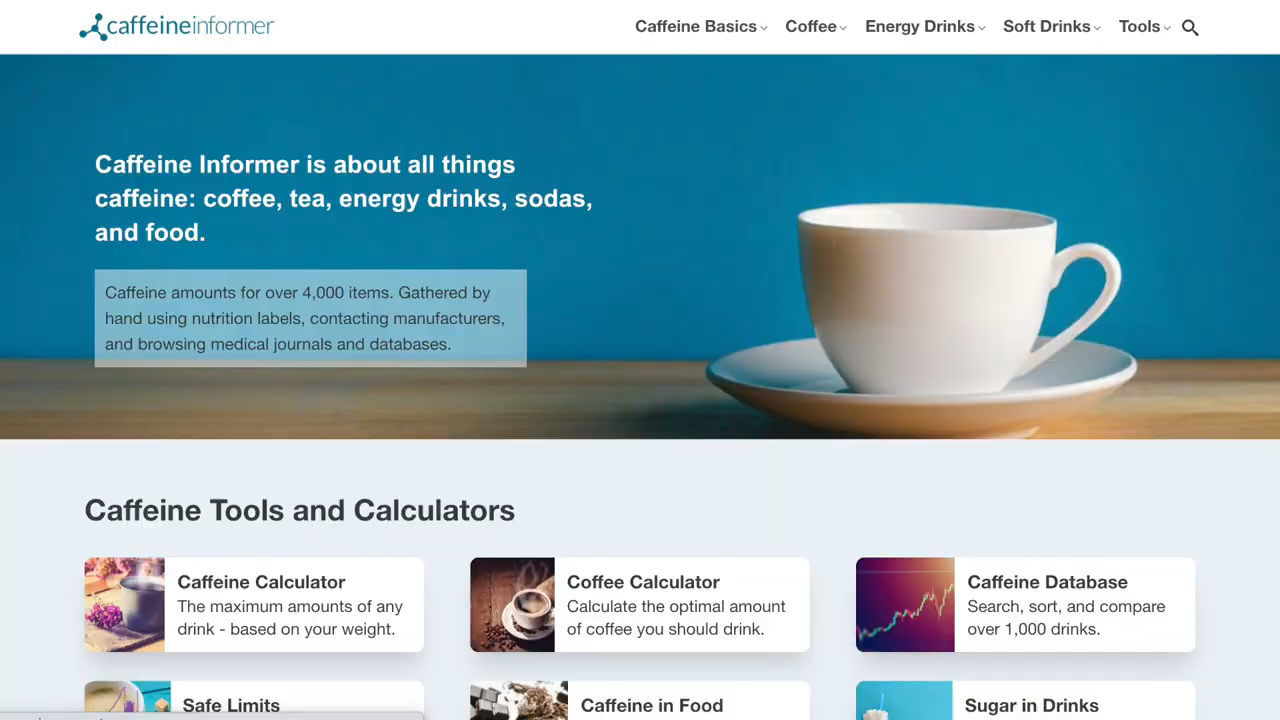 caffeineinformer
Caffeine Basics
Coffee
Energy Drinks
Soft Drinks
Tools
Caffeine Informer is about all things
caffeine: coffee, tea, energy drinks, sodas,
and food.
Caffeine amounts for over 4,000 items. Gathered by
hand using nutrition labels, contacting manufacturers,
and browsing medical journals and databases.
Caffeine Tools and Calculators
Caffeine Calculator
The maximum amounts of any
drink - based on your weight.
Coffee Calculator
Calculate the optimal amount
of coffee you should drink.
Caffeine Database
Search, sort, and compare
over 1,000 drinks.
Safe Limits
Caffeine in Food
Sugar in Drinks